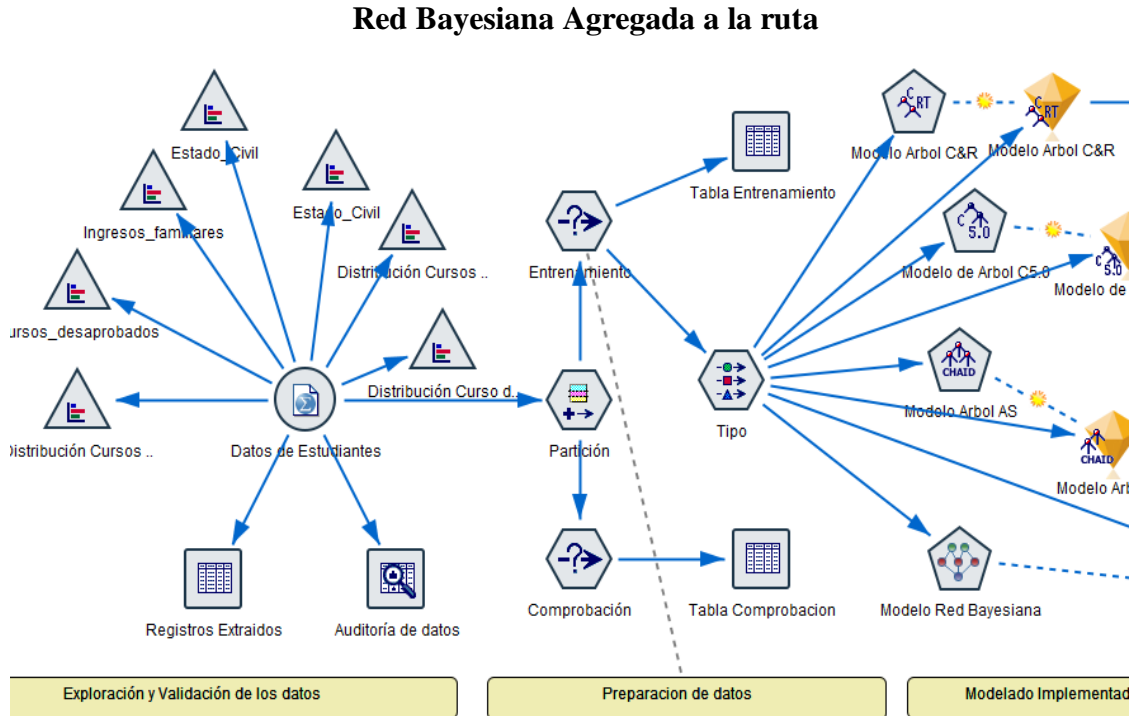 Red Bayesiana Agregada a la ruta
Estado_Civil
Estado_Civil
Ingresos_familiares
Distribución Cursos ..
ursos_desaprobados
Distribución Curso d..
Distribución Cursos ..
Datos de Estudiantes
Registros Extraidos
Auditoría de datos
Exploración y Validación de los datos
Tabla Entrenamiento
Entrenamiento
Partición
Tipo
Comprobación
Tabla Comprobacion
Preparacion de datos
C RT
Modelo Arbol C&R
C RT
Modelo Arbol C&R
C 5.0
Modelo de Arbol C5.0
C 5.0
Modelo de
CHAID
Modelo Arbol AS
CHAID
Modelo Arb
Modelo Red Bayesiana
Modelado Implementad